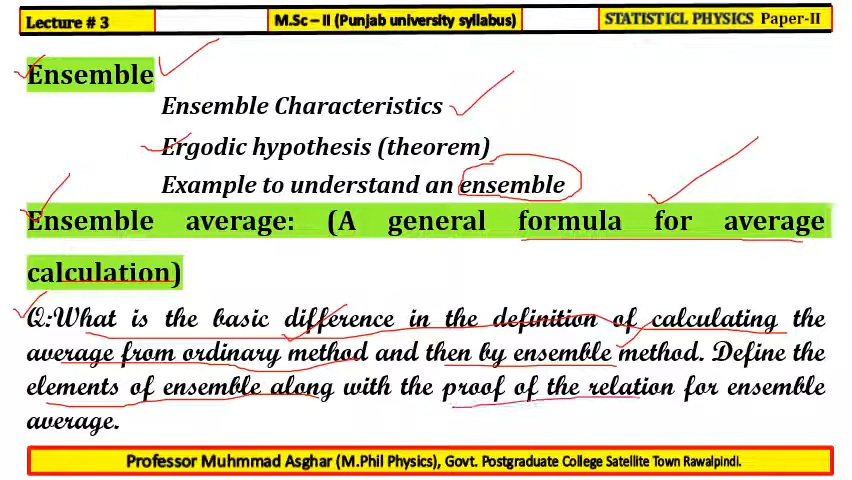 Lecture # 3
M.Sc – II (Punjab university syllabus)
STATISTICL PHYSICS Paper-II
Ensemble
Ensemble Characteristics
Ergodic hypothesis (theorem)
Example to understand an ensemble
Ensemble average: (A general formula for average
calculation)
Q:What is the basic difference in the definition of calculating the
average from ordinary method and then by ensemble method. Define the
elements of ensemble along with the proof of the relation for ensemble
average.
Professor Muhmmad Asghar (M.Phil Physics), Govt. Postgraduate College Satellite Town Rawalpindi.